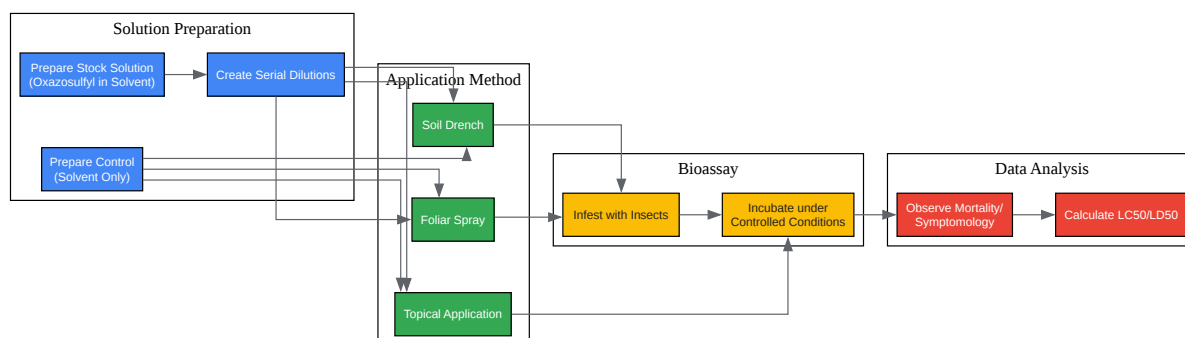 Solution Preparation
Prepare Stock Solution
(Oxazosulfyl in Solvent)
Create Serial Dilutions
Prepare Control
(Solvent Only)
Application Method
Soil Drench
Foliar Spray
Topical Application
Bioassay
Infest with Insects
Incubate under
Controlled Conditions
Data Analysis
Observe Mortality/
Symptomology
Calculate LC50/LD50